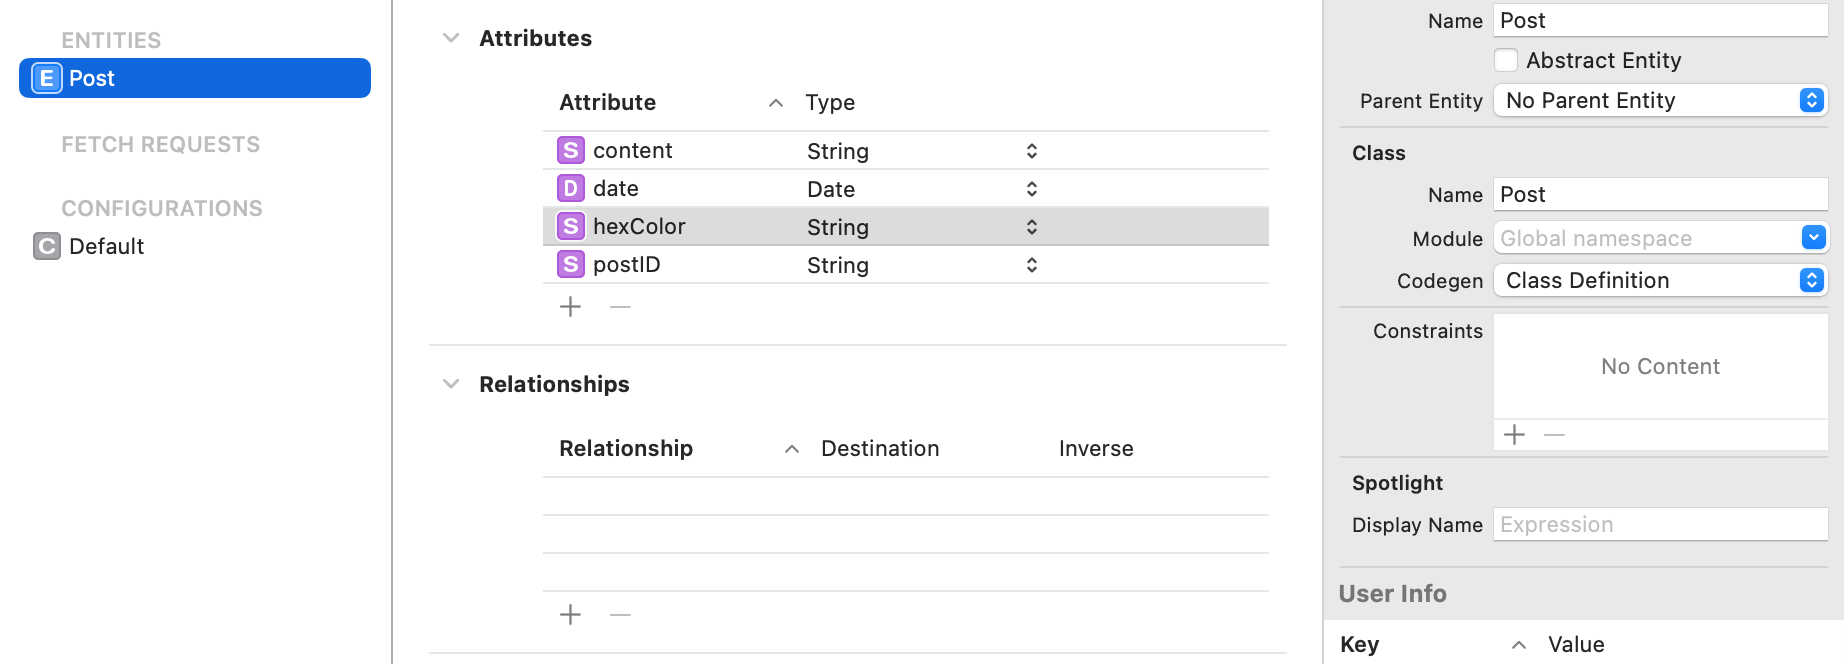 ENTITIES
E Post
FETCH REQUESTS
CONFIGURATIONS
C Default
Attributes
Attribute Type
S content String
D date Date
S hexColor String
S postID String
Relationships
Relationship Destination Inverse
Name Post
Abstract Entity
Parent Entity No Parent Entity
Class
Name Post
Module Global namespace
Codegen Class Definition
Constraints
No Content
Spotlight
Display Name Expression
User Info
Key Value